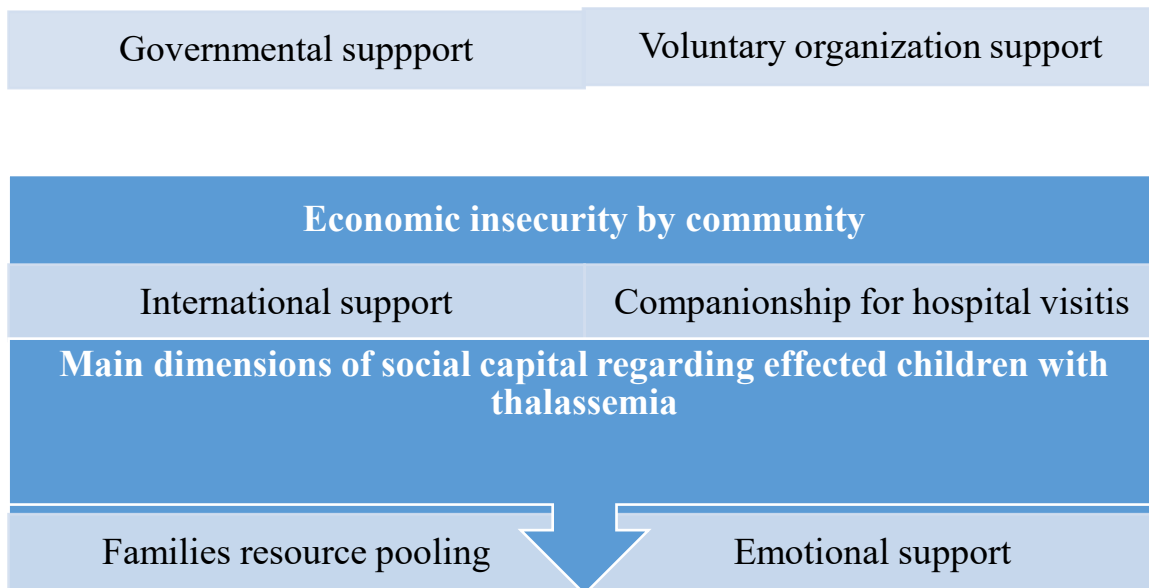 Governmental suppport
Voluntary organization support
Economic insecurity by community
International support
Companionship for hospital visitis
Main dimensions of social capital regarding effected children with
thalassemia
Families resource pooling
Emotional support